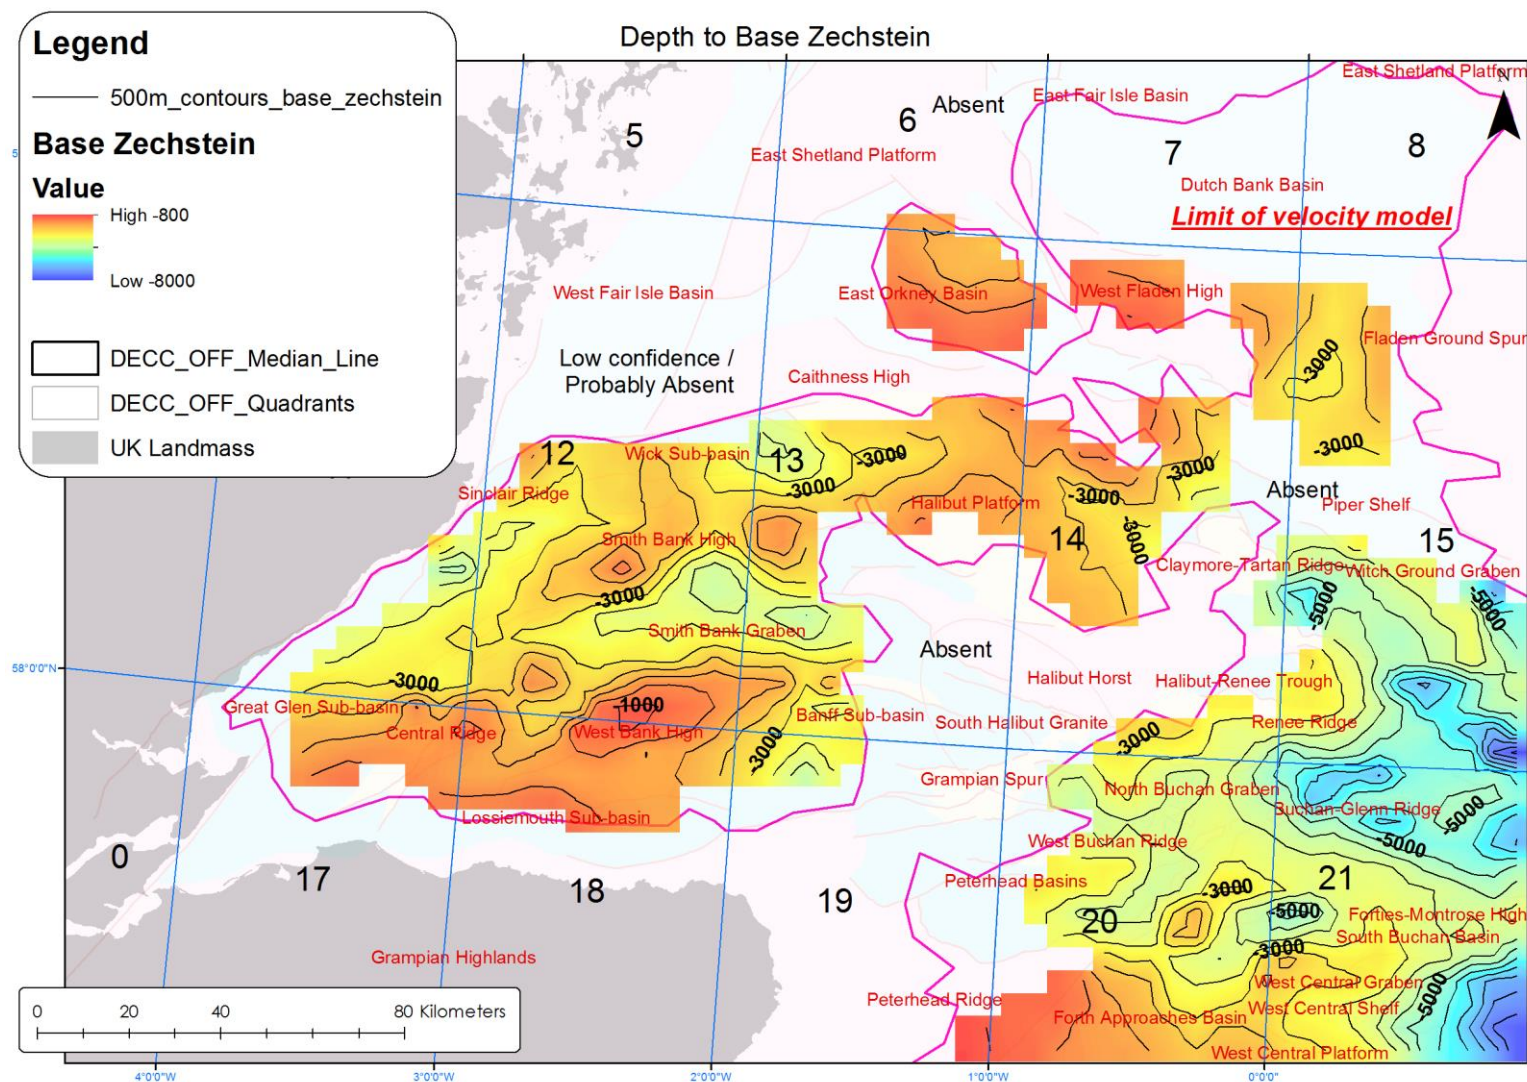 Depth to Base Zechstein
Legend
500m_contours_base_zechstein
Base Zechstein
Value
High -800
Low -8000
DECC_OFF_Median_Line
DECC_OFF_Quadrants
UK Landmass
N
East Shetland Platform
East Fair Isle Basin
Absent
6
5
7
8
East Shetland Platform
Dutch Bank Basin
Limit of velocity model
West Fair Isle Basin
East Orkney Basin
West Fladen High
Fladen Ground Spur
-3000
Low confidence /
Probably Absent
Caithness High
-3000
12
Wick Sub-basin
13
-3000
-3000
-3000
-3000
Sinclair Ridge
Halibut Platform
Absent
Piper Shelf
Smith Bank High
14
-3000
15
Claymore-Tartan Ridge
Witch Ground Graben
-3000
-5000
-5000
Smith Bank Graben
Absent
58°0'0"N
-3000
Halibut Horst
Halibut-Renee Trough
Great Glen Sub-basin
-1000
Central Ridge
West Bank High
Banff Sub-basin
South Halibut Granite
Renee Ridge
-3000
-3000
Grampian Spur
North Buchan Graben
Buchan-Glenn Ridge
-5000
Lossiemouth Sub-basin
West Buchan Ridge
-5000
0
17
18
19
Peterhead Basins
-3000
21
20
-5000
Forties-Montrose High
South Buchan Basin
-3000
Grampian Highlands
West Central Graben
-5000
Peterhead Ridge
West Central Shelf
Forth Approaches Basin
West Central Platform
0 20 40 80 Kilometers
4°0'0"W 3°0'0"W 2°0'0"W 1°0'0"W 0°0'0"